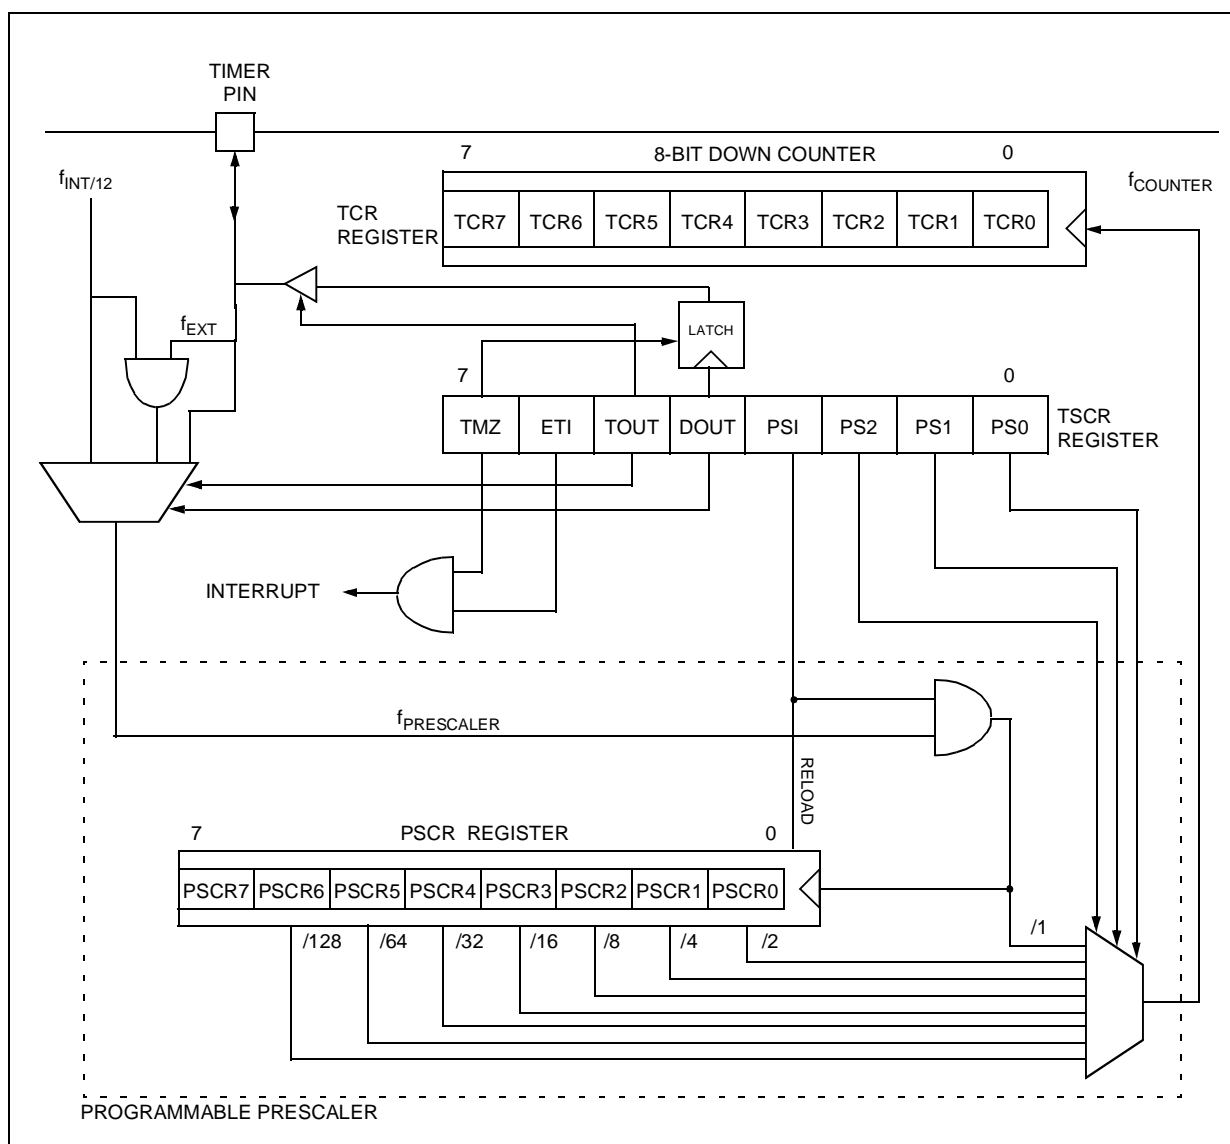 TIMER
PIN
7 8-BIT DOWN COUNTER 0
fINT/12
fCOUNTER
TCR
REGISTER
TCR7 TCR6 TCR5 TCR4 TCR3 TCR2 TCR1 TCR0
fEXT
LATCH
7 0
TMZ ETI TOUT DOUT PSI PS2 PS1 PS0
TSCR
REGISTER
INTERRUPT
fPRESCALER
RELOAD
7 PSCR REGISTER 0
PSCR7 PSCR6 PSCR5 PSCR4 PSCR3 PSCR2 PSCR1 PSCR0
/128 /64 /32 /16 /8 /4 /2 /1
PROGRAMMABLE PRESCALER